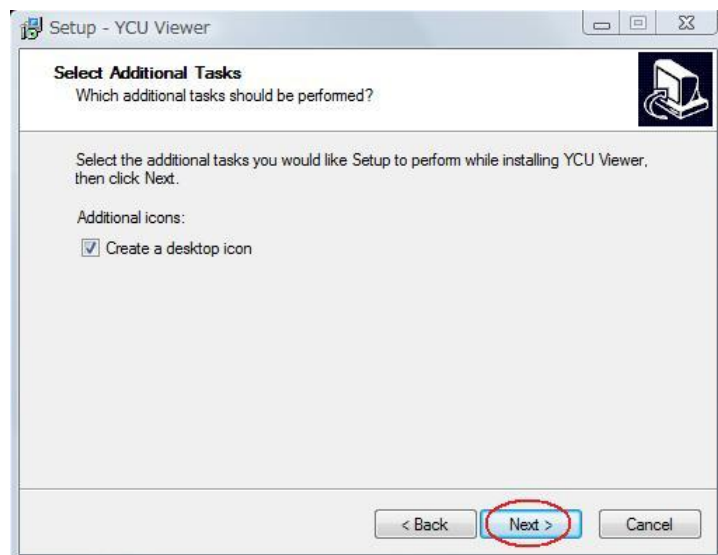 Setup - YCU Viewer
Select Additional Tasks
Which additional tasks should be performed?
Select the additional tasks you would like Setup to perform while installing YCU Viewer,
then click Next.
Additional icons:
Create a desktop icon
< Back Next > Cancel